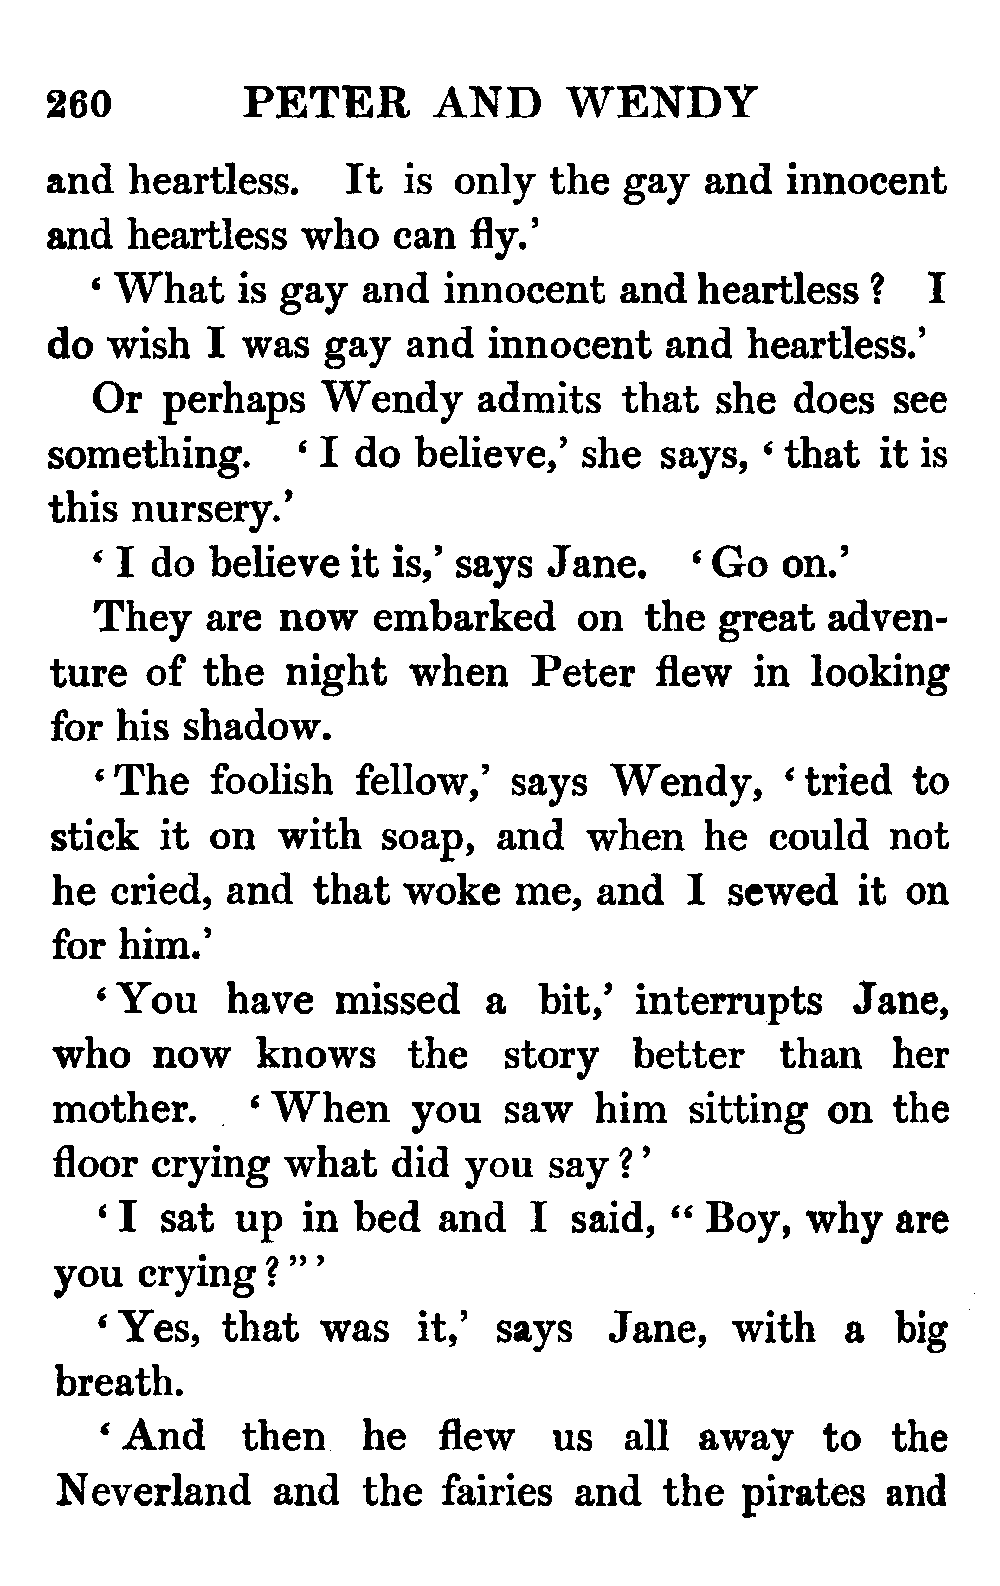 260 PETER AND WENDY
and heartless. It is only the gay and innocent
and heartless who can fly.’
‘ What is gay and innocent and heartless ? I
do wish I was gay and innocent and heartless.’
Or perhaps Wendy admits that she does see
something. ‘ I do believe,’ she says, ‘ that it is
this nursery.’
‘ I do believe it is,’ says Jane. ‘ Go on.’
They are now embarked on the great adven-
ture of the night when Peter flew in looking
for his shadow.
‘ The foolish fellow,’ says Wendy, ‘ tried to
stick it on with soap, and when he could not
he cried, and that woke me, and I sewed it on
for him.’
‘ You have missed a bit,’ interrupts Jane,
who now knows the story better than her
mother. ‘ When you saw him sitting on the
floor crying what did you say ? ’
‘ I sat up in bed and I said, “ Boy, why are
you crying ? ” ’
‘ Yes, that was it,’ says Jane, with a big
breath.
‘ And then he flew us all away to the
Neverland and the fairies and the pirates and